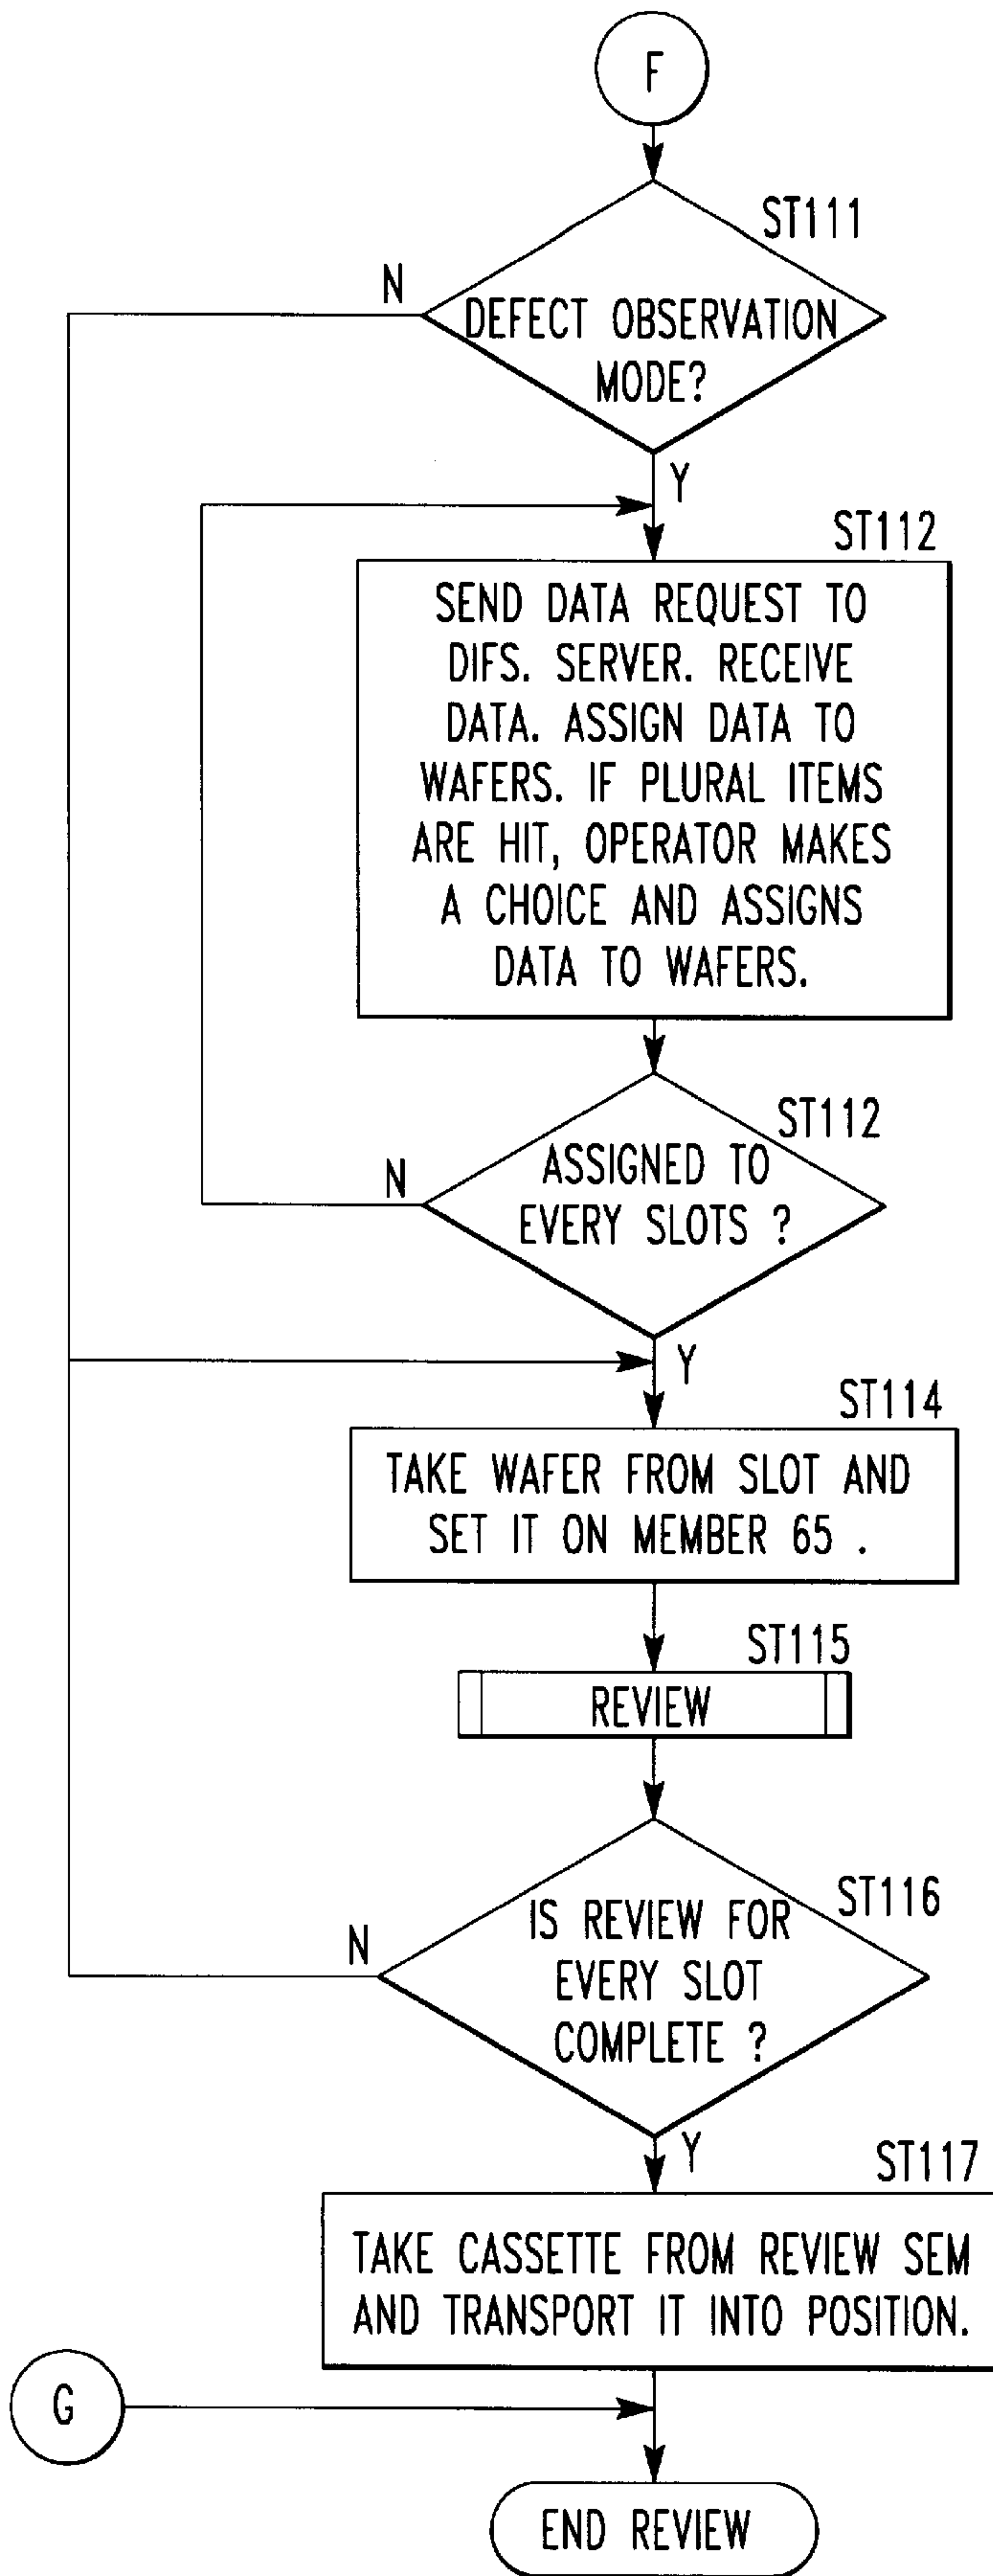 F
ST111
N
DEFECT OBSERVATION
MODE?
Y
ST112
SEND DATA REQUEST TO
DIFS. SERVER. RECEIVE
DATA. ASSIGN DATA TO
WAFERS. IF PLURAL ITEMS
ARE HIT, OPERATOR MAKES
A CHOICE AND ASSIGNS
DATA TO WAFERS.
ST112
N
ASSIGNED TO
EVERY SLOTS ?
Y
ST114
TAKE WAFER FROM SLOT AND
SET IT ON MEMBER 65 .
ST115
REVIEW
ST116
N
IS REVIEW FOR
EVERY SLOT
COMPLETE ?
Y
ST117
TAKE CASSETTE FROM REVIEW SEM
AND TRANSPORT IT INTO POSITION.
G
END REVIEW